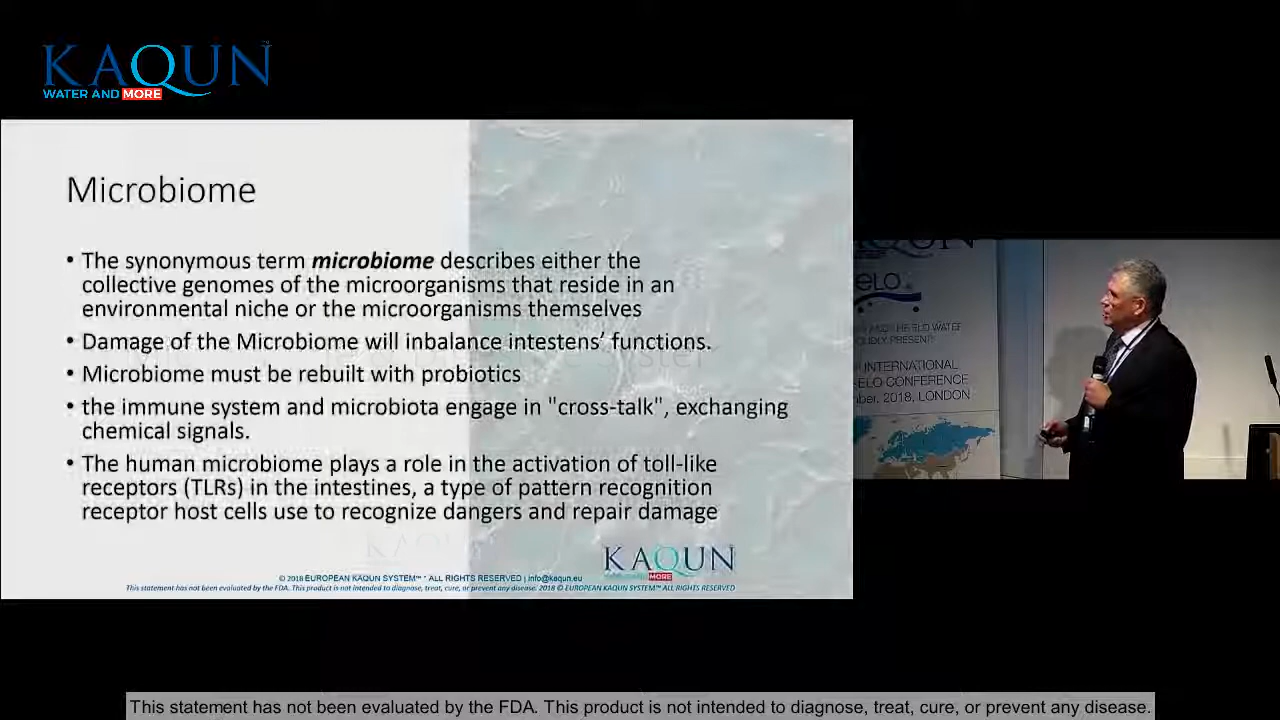 KAQUN
WATER AND MORE
Microbiome
• The synonymous term microbiome describes either the
collective genomes of the microorganisms that reside in an
environmental niche or the microorganisms themselves
• Damage of the Microbiome will inbalance intestens’ functions.
• Microbiome must be rebuilt with probiotics
• the immune system and microbiota engage in "cross-talk", exchanging
chemical signals.
• The human microbiome plays a role in the activation of toll-like
receptors (TLRs) in the intestines, a type of pattern recognition
receptor host cells use to recognize dangers and repair damage
KAQUN
MORE
© 2018 EUROPEAN KAQUN SYSTEM™ * ALL RIGHTS RESERVED | info@kaqun.eu
This statement has not been evaluated by the FDA. This product is not intended to diagnose, treat, cure, or prevent any disease. 2018 © EUROPEAN KAQUN SYSTEM™ ALL RIGHTS RESERVED
WATER
PRESENT:
INTERNATIONAL
ELO CONFERENCE
2018, LONDON
This statement has not been evaluated by the FDA. This product is not intended to diagnose, treat, cure, or prevent any disease.